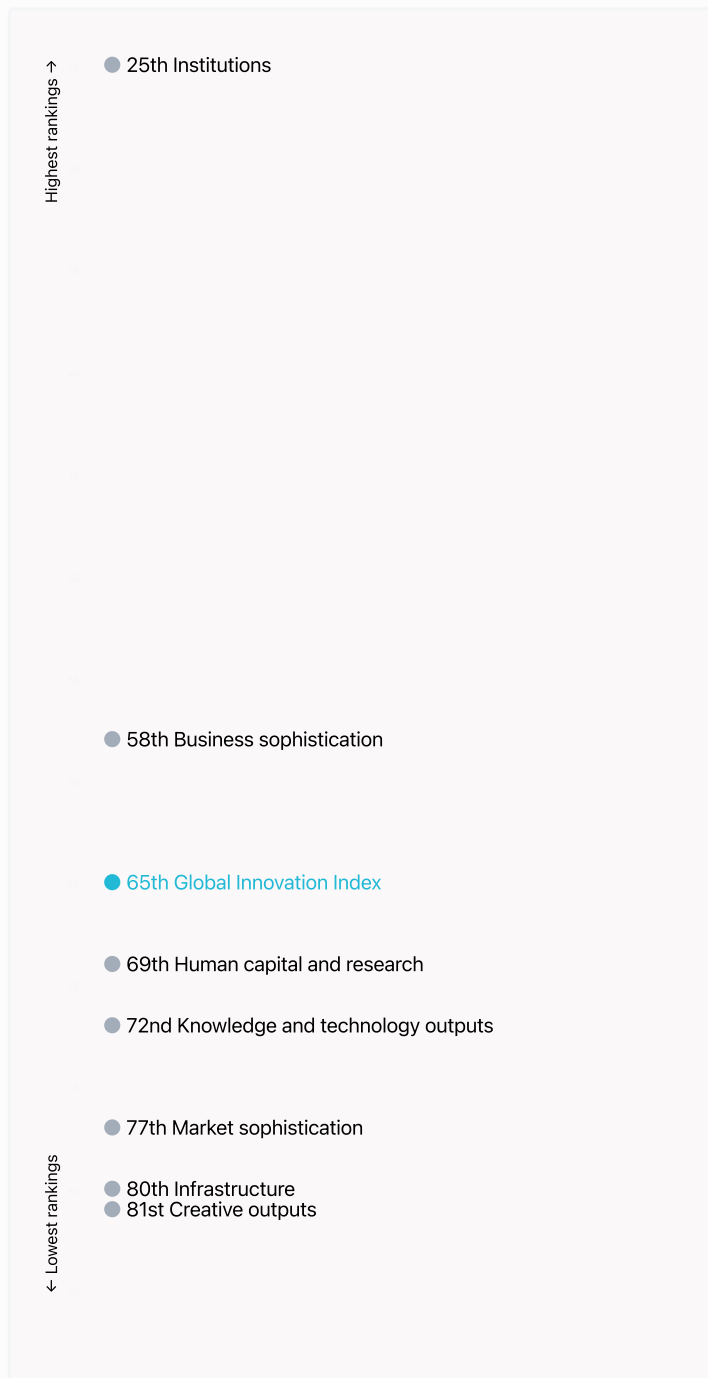 Highest rankings →
25th Institutions
58th Business sophistication
65th Global Innovation Index
69th Human capital and research
72nd Knowledge and technology outputs
77th Market sophistication
80th Infrastructure
81st Creative outputs
← Lowest rankings